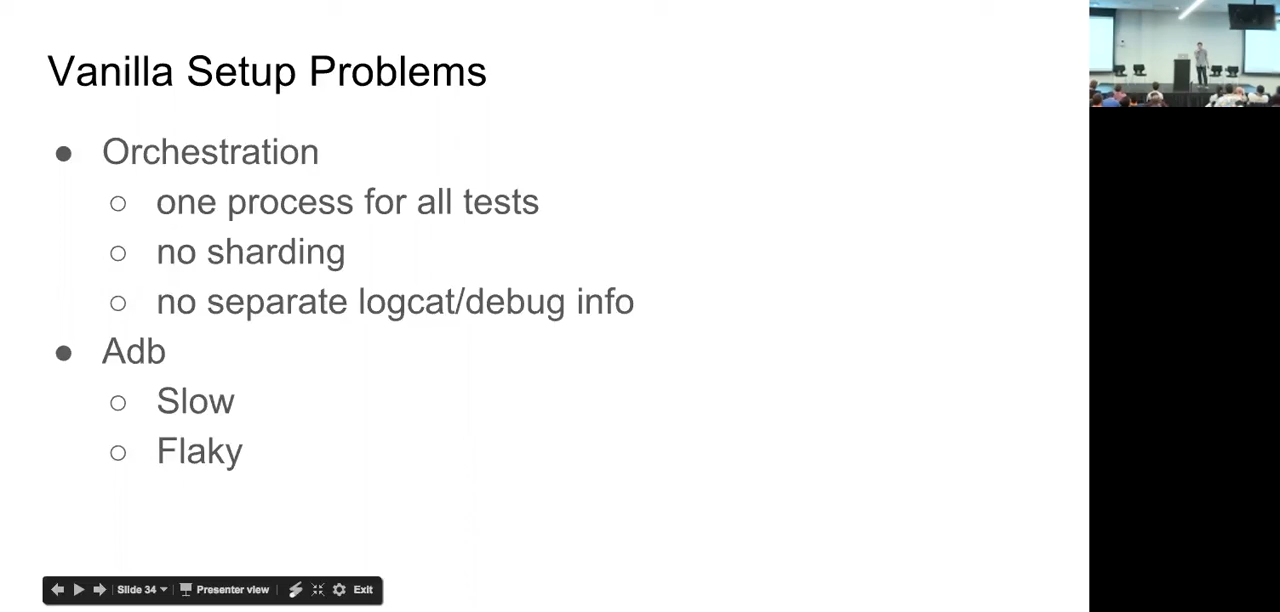 Vanilla Setup Problems
● Orchestration
○ one process for all tests
○ no sharding
○ no separate logcat/debug info
● Adb
○ Slow
○ Flaky
Slide 34 Presenter view Exit